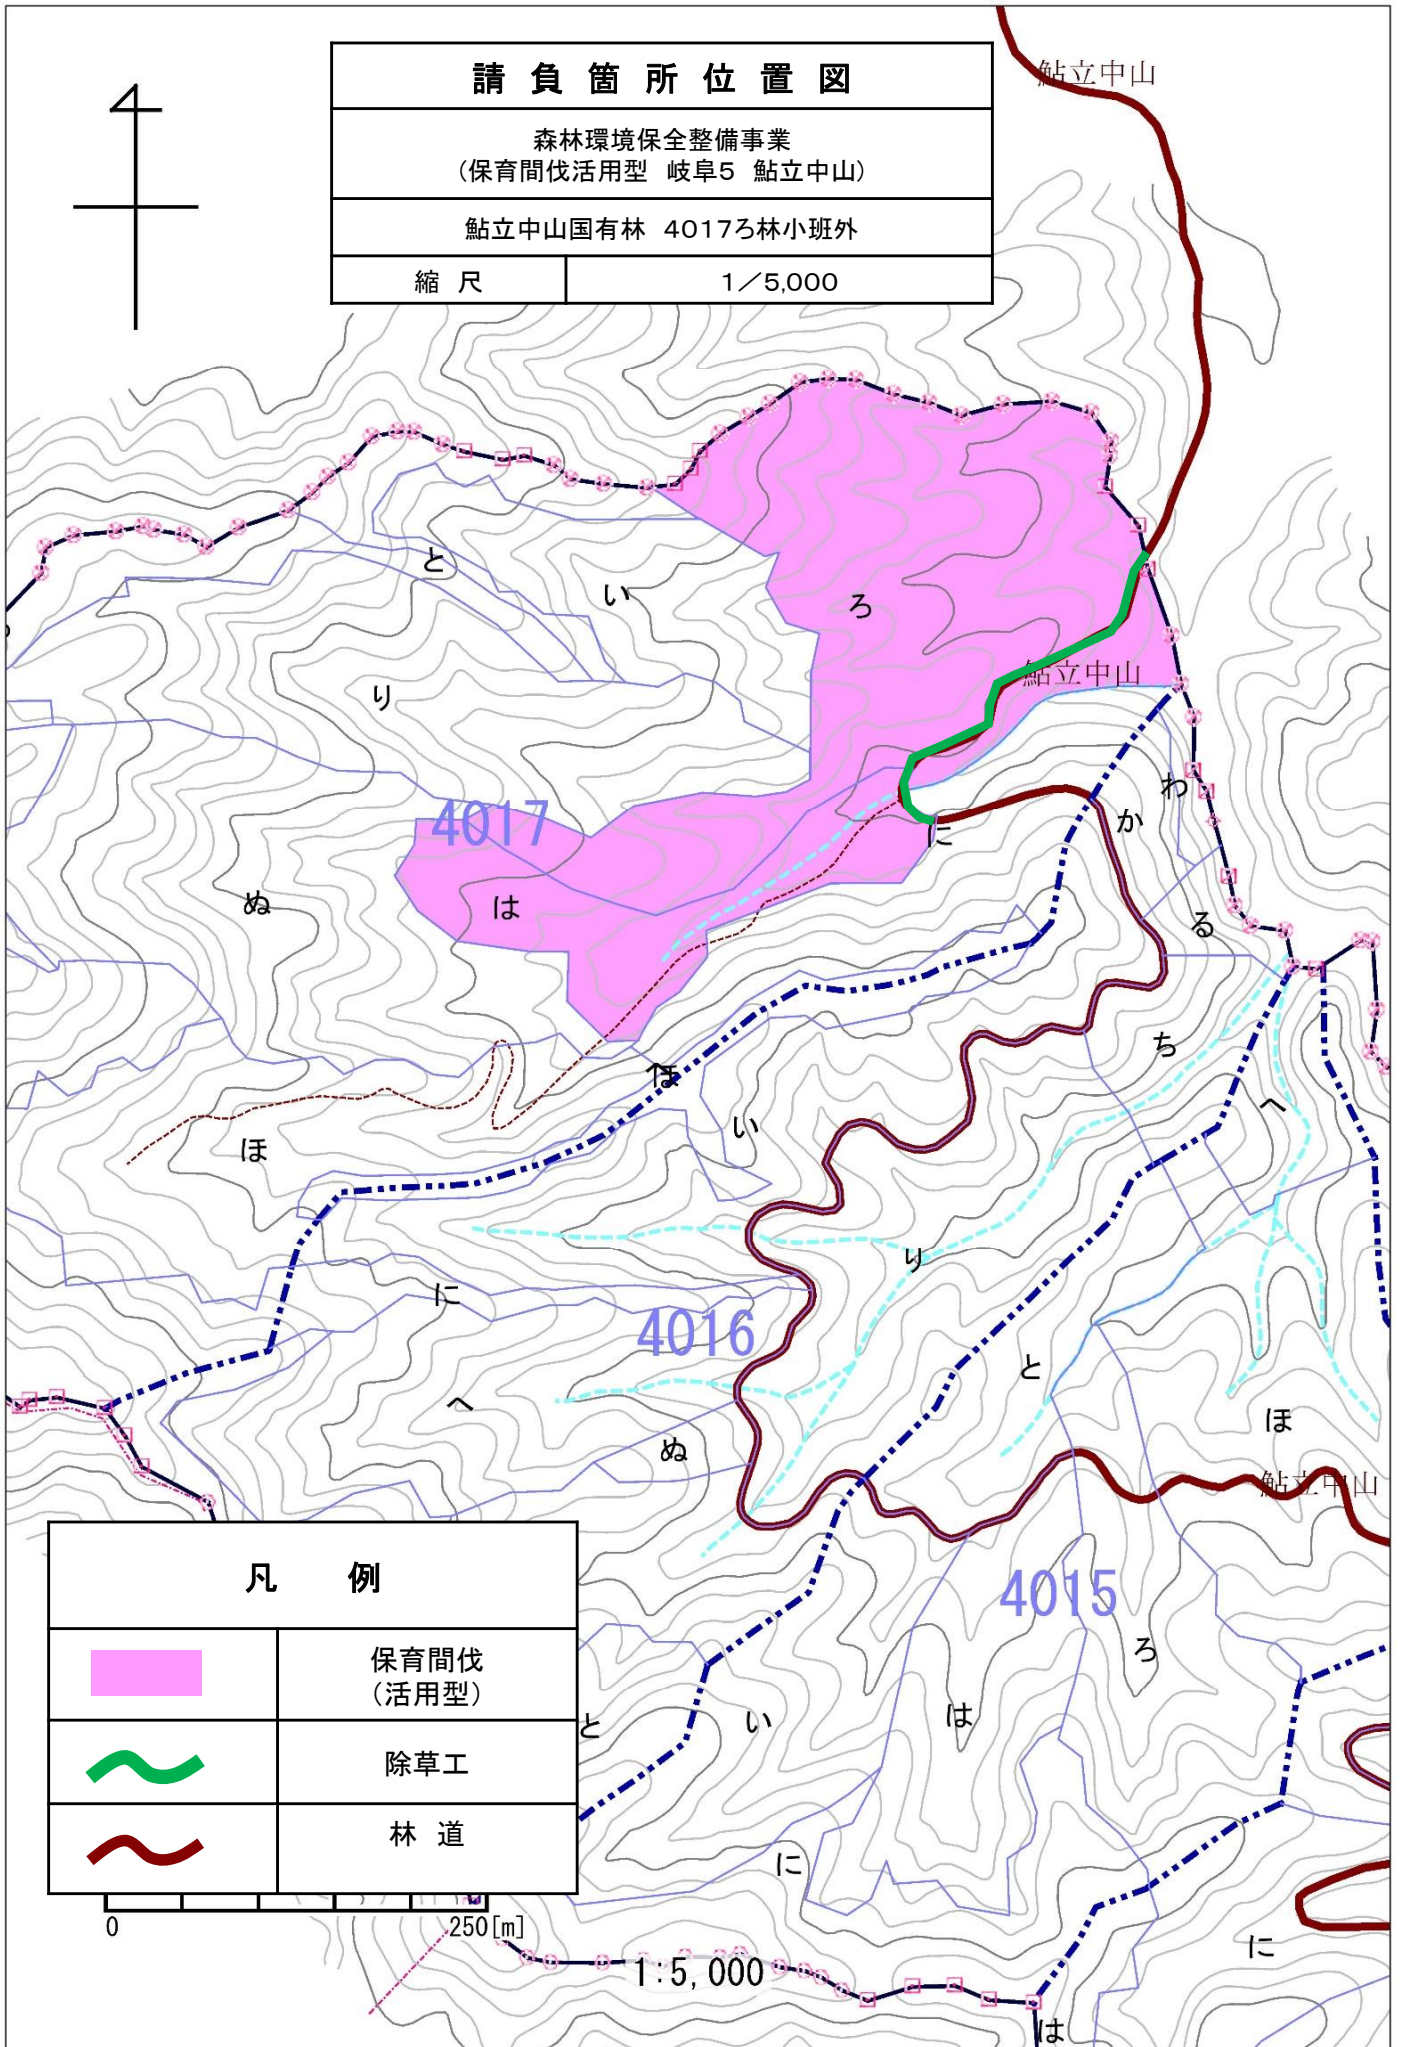 鮎立中山
請負箇所位置図
森林環境保全整備事業
(保育間伐活用型 岐阜5 鮎立中山)
鮎立中山国有林 4017ろ林小班外
縮 尺
1/5,000
と
い
ろ
鮎立中山
り
4017
わ
か
に
ぬ
は
る
ち
へ
ほ
へ
い
ほ
り
に
4016
と
へ
ぬ
ほ
鮎立中山
凡 例
4015
保育間伐
(活用型)
ろ
と
い
は
除草工
林 道
に
0
250[m]
に
1:5,000
は